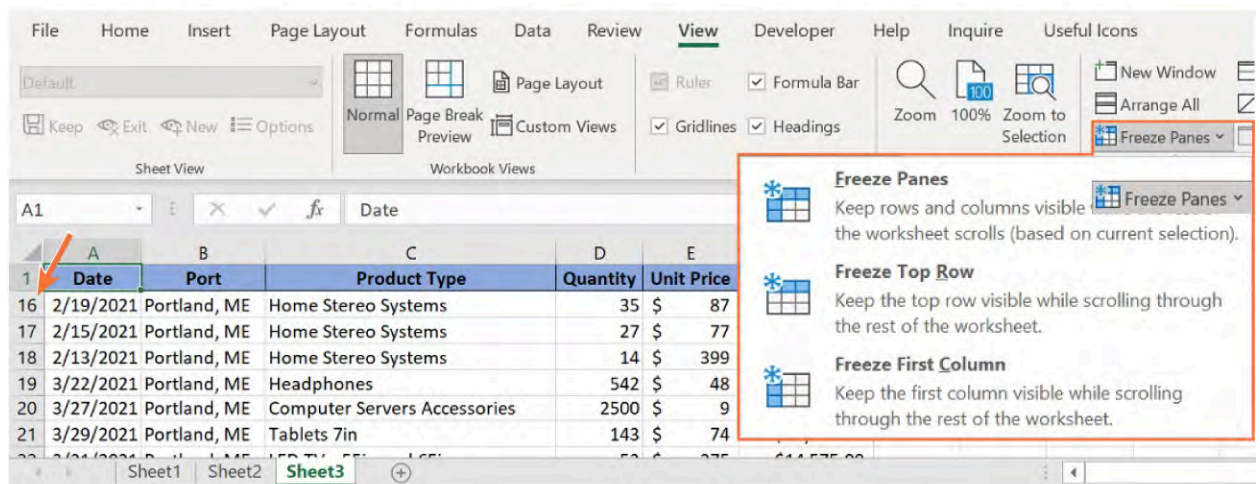 File Home Insert Page Layout Formulas Data Review View Developer Help Inquire Useful Icons
Default
Keep Exit New Options
Sheet View
Normal
Page Break
Preview
Page Layout
Custom Views
Workbook Views
Ruler
Formula Bar
Gridlines
Headings
Zoom
100%
100
Zoom to
Selection
New Window
Arrange All
Freeze Panes
Freeze Panes
Keep rows and columns visible
Freeze Panes
the worksheet scrolls (based on current selection).
Freeze Top Row
Keep the top row visible while scrolling through
the rest of the worksheet.
Freeze First Column
Keep the first column visible while scrolling
through the rest of the worksheet.
A1 fx Date
A B C D E
1 Date Port Product Type Quantity Unit Price
16 2/19/2021 Portland, ME Home Stereo Systems 35 $ 87
17 2/15/2021 Portland, ME Home Stereo Systems 27 $ 77
18 2/13/2021 Portland, ME Home Stereo Systems 14 $ 399
19 3/22/2021 Portland, ME Headphones 542 $ 48
20 3/27/2021 Portland, ME Computer Servers Accessories 2500 $ 9
21 3/29/2021 Portland, ME Tablets 7in 143 $ 74
Sheet1 Sheet2 Sheet3